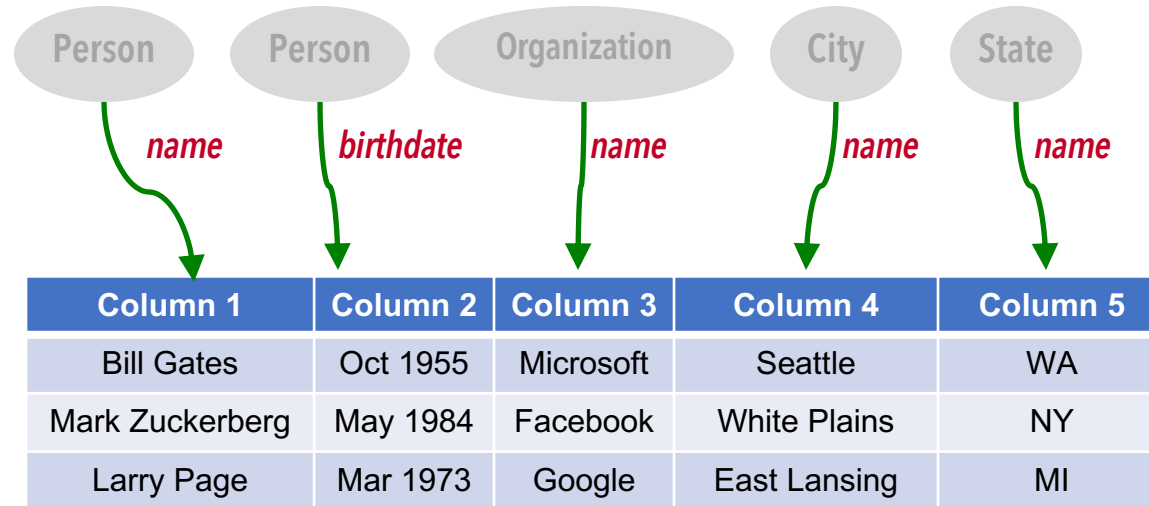 Person Person Organization City State
name birthdate name name name
Column 1 Column 2 Column 3 Column 4 Column 5
Bill Gates Oct 1955 Microsoft Seattle WA
Mark Zuckerberg May 1984 Facebook White Plains NY
Larry Page Mar 1973 Google East Lansing MI